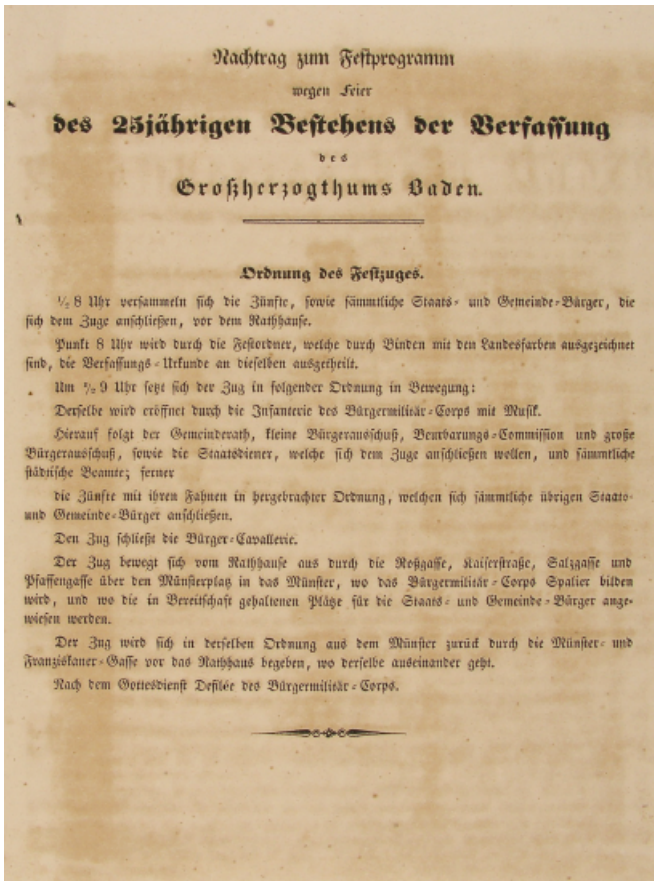 Nachtrag zum Festprogramm
wegen Feier
des 25jährigen Bestehens der Verfassung
des
Großherzogthums Baden.
Ordnung des Festzuges.
½ 8 Uhr versammeln sich die Zünfte, sowie sämmtliche Staats- und Gemeinde-Bürger, die
sich dem Zuge anschließen, vor dem Rathhause.
Punkt 8 Uhr wird durch die Festordner, welche durch Binden mit den Landesfarben ausgezeichnet
sind, die Verfassungs-Urkunde an dieselben ausgetheilt.
Um ½ 9 Uhr setzt sich der Zug in folgender Ordnung in Bewegung:
Derselbe wird eröffnet durch die Infanterie des Bürgermilitär-Corps mit Musik.
Hierauf folgt der Gemeinderath, kleine Bürgerausschuß, Beurbarungs-Commission und große
Bürgerausschuß, sowie die Staatsdiener, welche sich dem Zuge anschließen wollen, und sämmtliche
städtische Beamte; ferner
die Zünfte mit ihren Fahnen in hergebrachter Ordnung, welchen sich sämmtliche übrigen Staats-
und Gemeinde-Bürger anschließen.
Den Zug schließt die Bürger-Cavallerie.
Der Zug bewegt sich vom Rathhause aus durch die Roßgasse, Kaiserstraße, Salzgasse und
Pfaffengasse über den Münsterplatz in das Münster, wo das Bürgermilitär-Corps Spalier bilden
wird, und wo die in Bereitschaft gehaltenen Plätze für die Staats- und Gemeinde-Bürger ange-
wiesen werden.
Der Zug wird sich in derselben Ordnung aus dem Münster zurück durch die Münster- und
Franziskaner-Gasse vor das Rathhaus begeben, wo derselbe auseinander geht.
Nach dem Gottesdienst Defilée des Bürgermilitär-Corps.